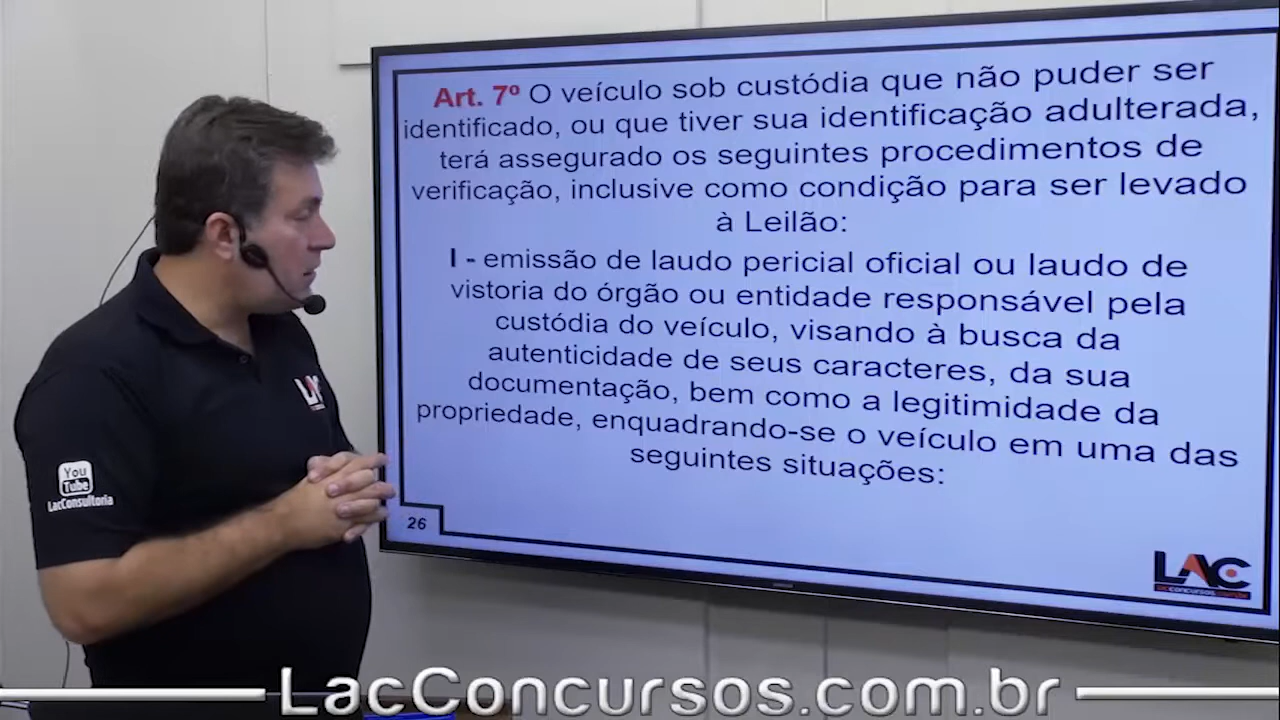 Art. 7º O veículo sob custódia que não puder ser
identificado, ou que tiver sua identificação adulterada,
terá assegurado os seguintes procedimentos de
verificação, inclusive como condição para ser levado
à Leilão:
I - emissão de laudo pericial oficial ou laudo de
vistoria do órgão ou entidade responsável pela
custódia do veículo, visando à busca da
autenticidade de seus caracteres, da sua
documentação, bem como a legitimidade da
propriedade, enquadrando-se o veículo em uma das
seguintes situações:
26
LAC
lacconcursos.com.br
LAC
You
Tube
LacConsultoria
LacConcursos.com.br